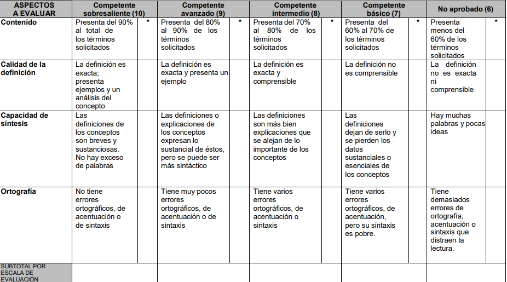 ASPECTOS
A EVALUAR
Competente
sobresaliente (10)
Competente
avanzado (9)
Competente
intermedio (8)
Competente
básico (7)
No aprobado (6)
Contenido
Presenta del 90%
al total de
los términos
solicitados
*
Presenta del 80%
al 90% de los
términos
solicitados
*
Presenta del 70%
al 80% de los
términos
solicitados
*
Presenta del
60% al 70% de
los términos
solicitados
*
Presenta
menos del
60% de los
términos
solicitados
*
Calidad de la
definición
La definición es
exacta;
presenta
ejemplos y un
análisis del
concepto
La definición es
exacta y presenta un
ejemplo
La definición es
exacta y
comprensible
La definición no
es comprensible
La definición
no es exacta
ni
comprensible
Capacidad de
síntesis
Las
definiciones de
los conceptos
son breves y
sustanciosas.
No hay exceso
de palabras
Las definiciones o
explicaciones de
los conceptos
expresan lo
sustancial de éstos,
pero se puede ser
más sintáctico
Las definiciones
son más bien
explicaciones que
se alejan de lo
importante de los
conceptos
Las
definiciones
dejan de serlo y
se pierden los
datos
sustanciales o
esenciales de
los conceptos
Hay muchas
palabras y pocas
ideas
Ortografía
No tiene
errores
ortográficos, de
acentuación o
de sintaxis
Tiene muy pocos
errores
ortográficos, de
acentuación o de
sintaxis
Tiene varios
errores
ortográficos, de
acentuación o de
sintaxis
Tiene varios
errores
ortográficos, de
acentuación,
pero su sintaxis
es pobre.
Tiene
demasiados
errores de
ortografía,
acentuación o
sintaxis que
distraen la
lectura.
SUBTOTAL POR
ESCALA DE
EVALUACIÓN